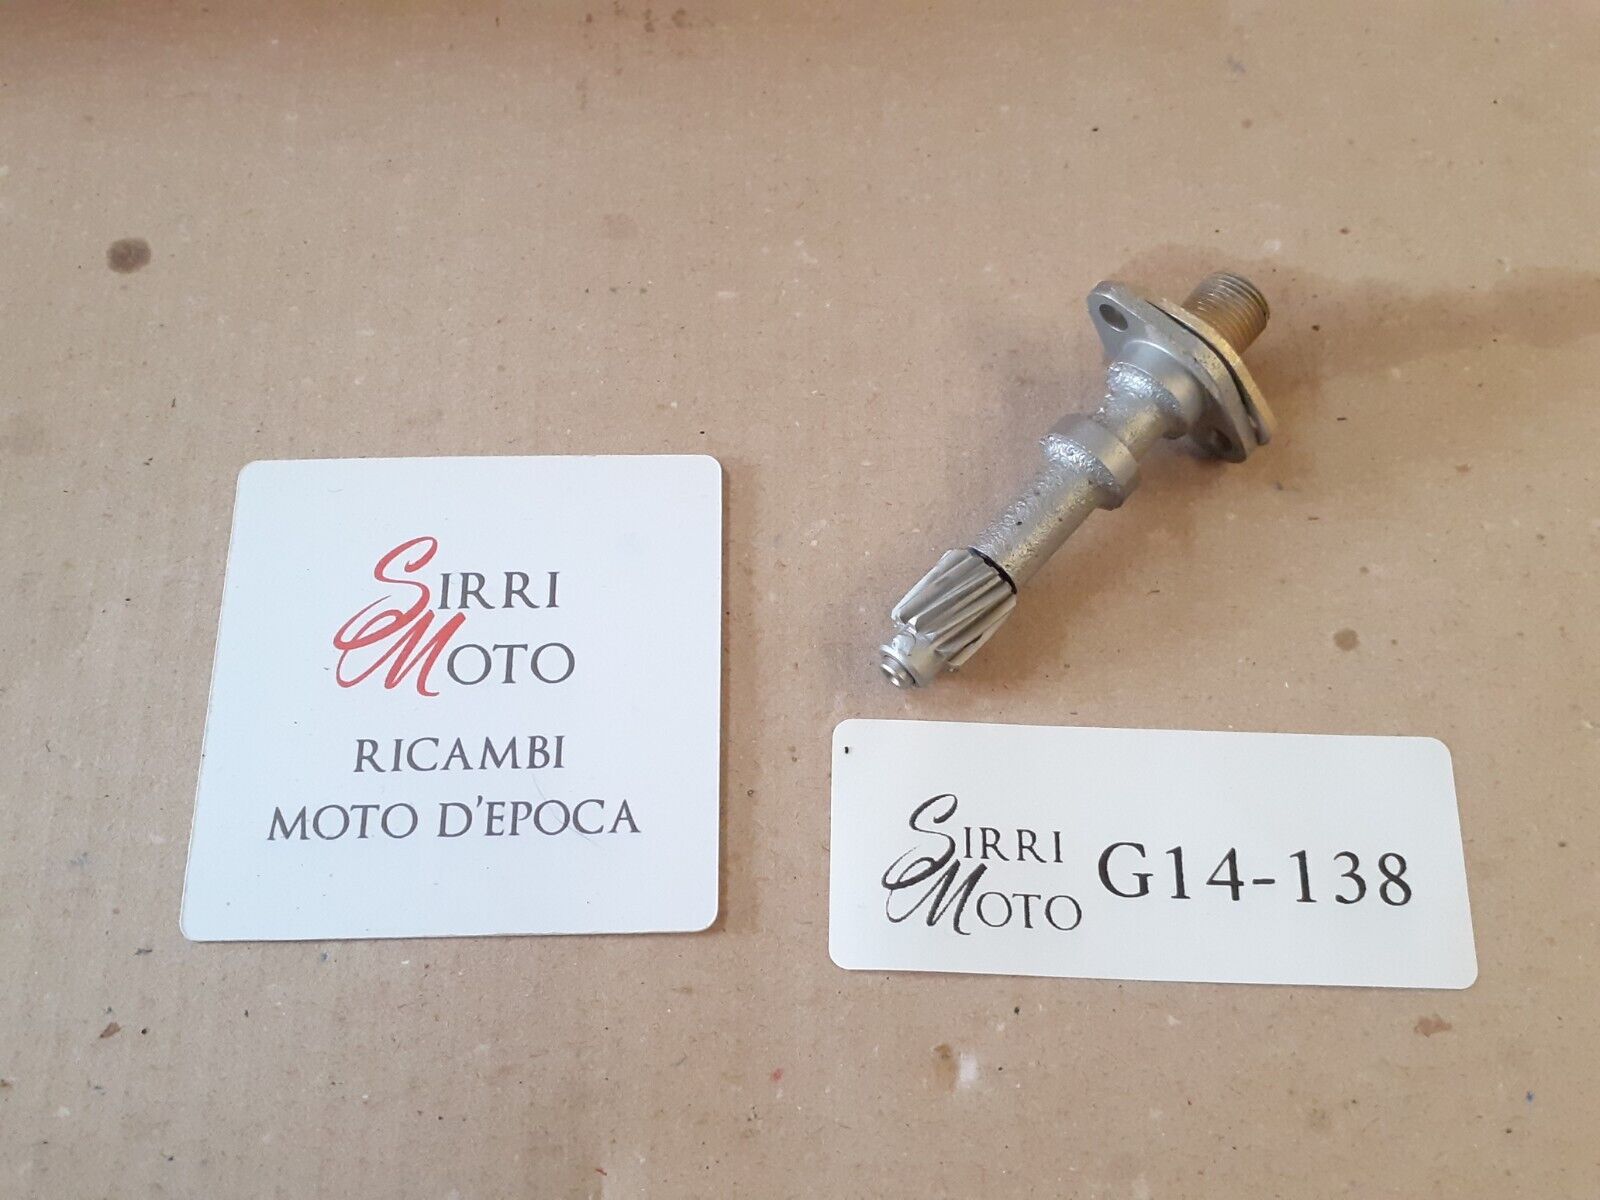 SIRRI
MOTO
RICAMBI
MOTO D'EPOCA
SIRRI
MOTO
G14-138